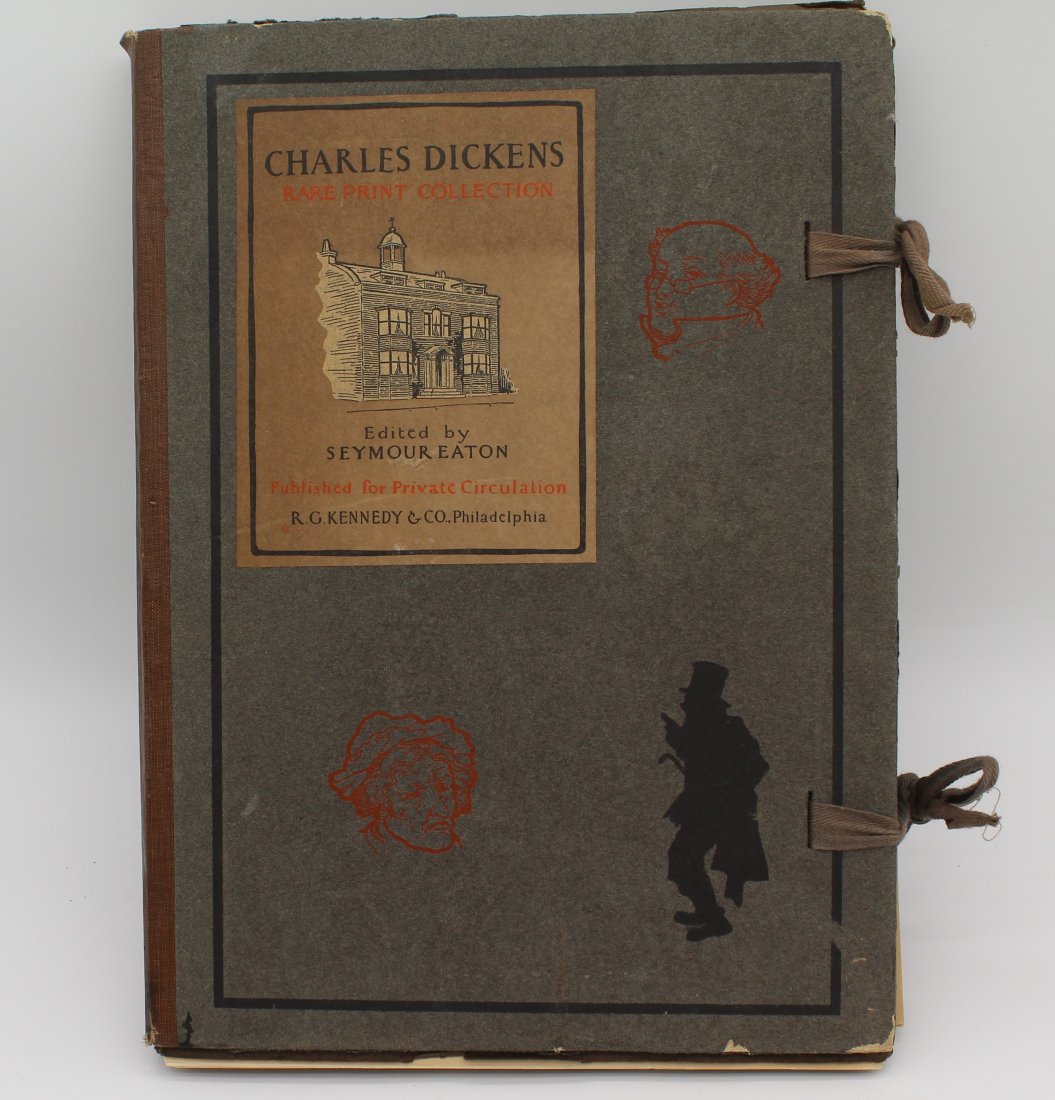 CHARLES DICKENS
RARE PRINT COLLECTION
Edited by
SEYMOUR EATON
Published for Private Circulation
R.G. KENNEDY & CO., Philadelphia